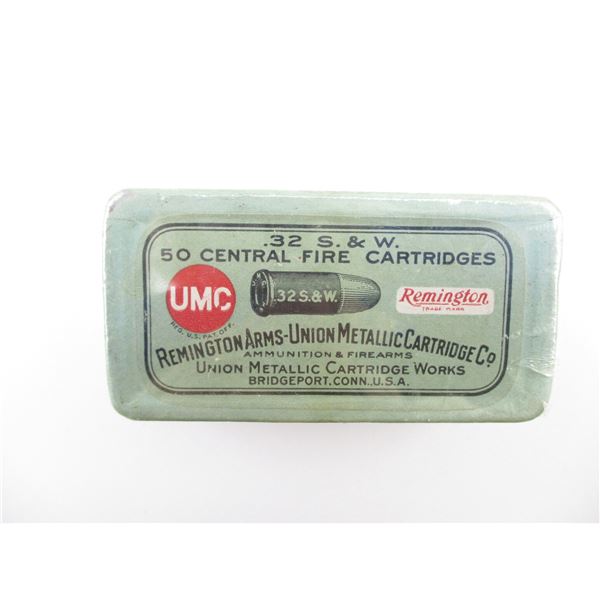 .32 S. & W.
50 CENTRAL FIRE CARTRIDGES
UMC
REG. U.S. PAT. OFF.
.32 S.&W.
Remington
TRADE MARK
REMINGTON ARMS-UNION METALLIC CARTRIDGE CO.
AMMUNITION & FIREARMS
UNION METALLIC CARTRIDGE WORKS
BRIDGEPORT, CONN., U.S.A.